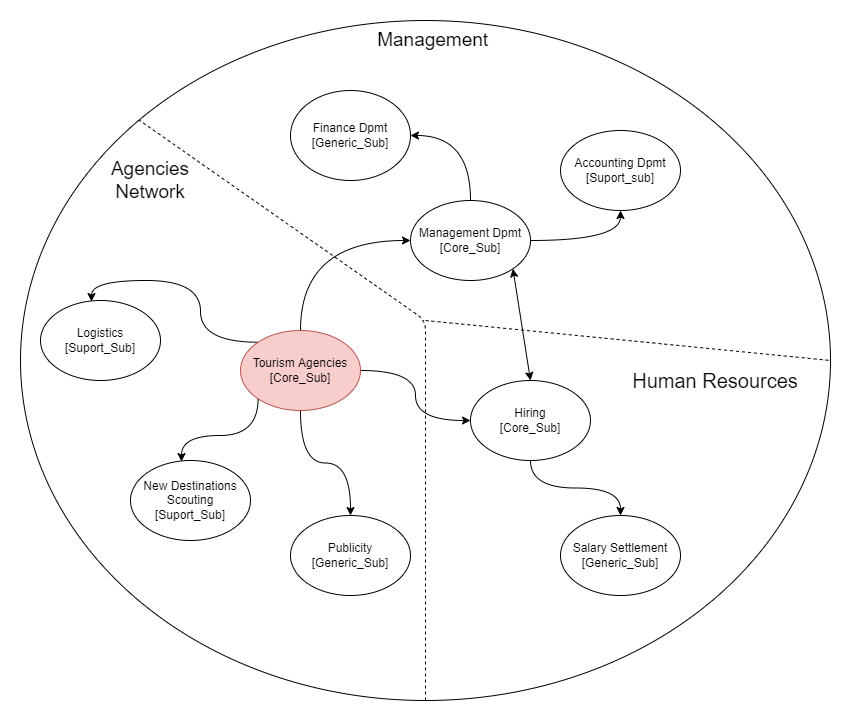 Management
Finance Dpmt
[Generic_Sub]
Accounting Dpmt
[Suport_sub]
Agencies
Network
Management Dpmt
[Core_Sub]
Logistics
[Suport_Sub]
Tourism Agencies
[Core_Sub]
Human Resources
Hiring
[Core_Sub]
New Destinations
Scouting
[Suport_Sub]
Publicity
[Generic_Sub]
Salary Settlement
[Generic_Sub]